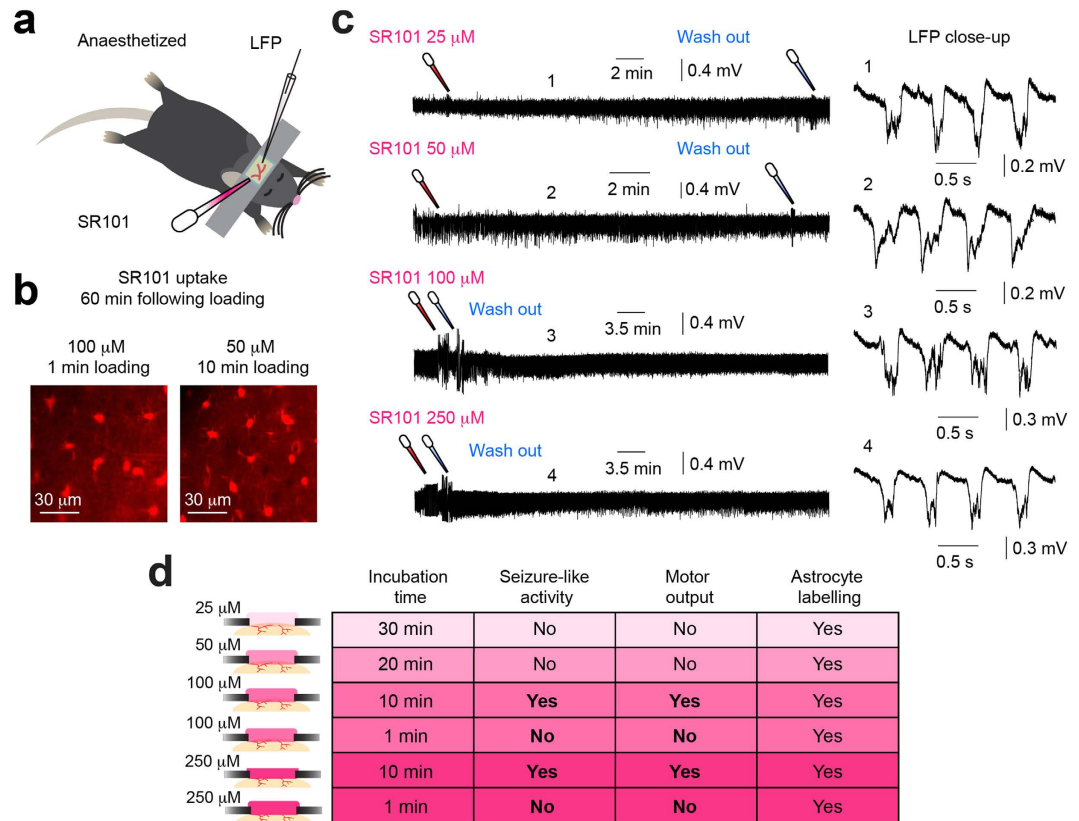 a
Anaesthetized
LFP
SR101
b
SR101 uptake
60 min following loading
100 μM
1 min loading
50 μM
10 min loading
30 μm
30 μm
c
SR101 25 μM
Wash out
1
2 min
0.4 mV
SR101 50 μM
Wash out
2
2 min
0.4 mV
SR101 100 μM
Wash out
3
3.5 min
0.4 mV
SR101 250 μM
Wash out
4
3.5 min
0.4 mV
LFP close-up
1
0.5 s
0.2 mV
2
0.5 s
0.2 mV
3
0.5 s
0.3 mV
4
0.5 s
0.3 mV
d
Incubation time
Seizure-like activity
Motor output
Astrocyte labelling
25 μM 30 min No No Yes
50 μM 20 min No No Yes
100 μM 10 min Yes Yes Yes
100 μM 1 min No No Yes
250 μM 10 min Yes Yes Yes
250 μM 1 min No No Yes